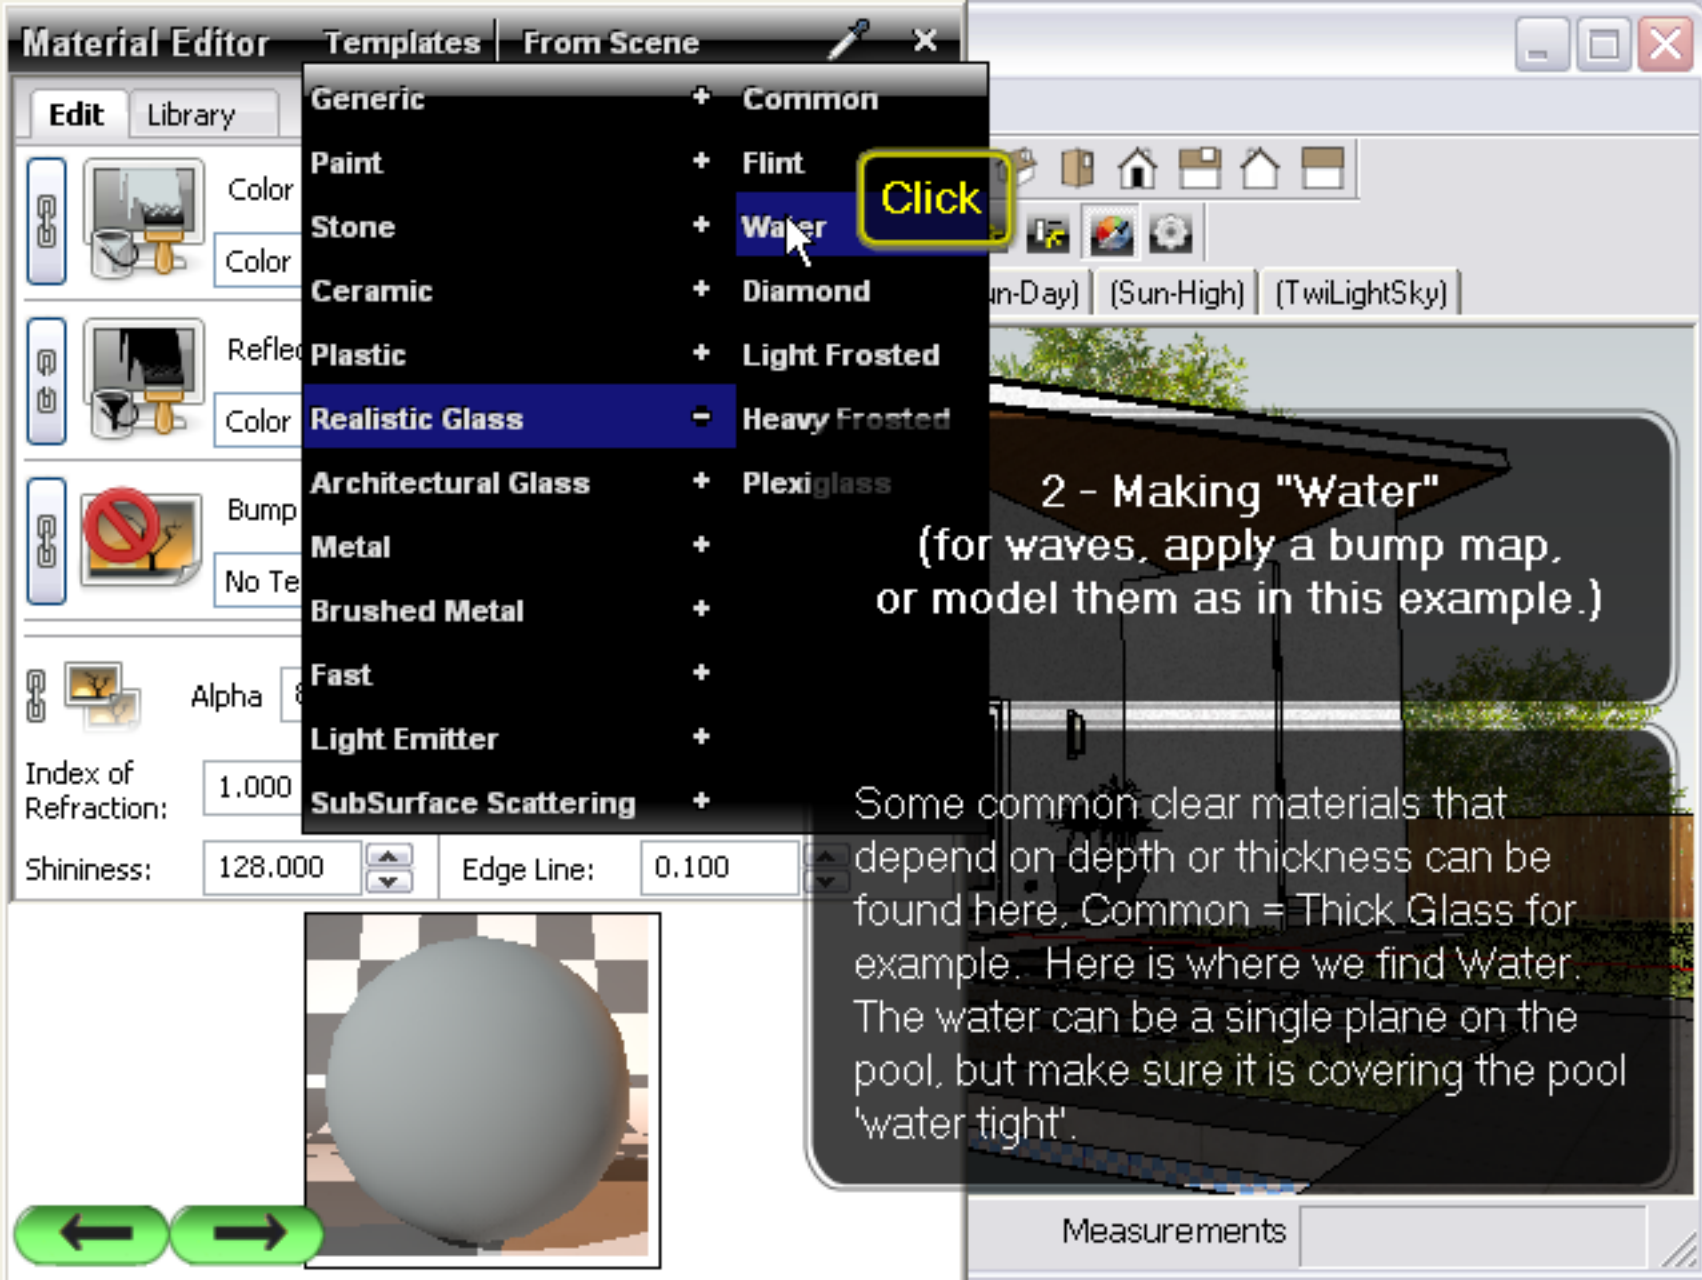 Material Editor
Templates
From Scene
Edit
Library
Generic + Common
Paint + Flint
Click
Color
Stone + Water
Color
Ceramic + Diamond
(Sun-High)
(TwiLightSky)
Plastic + Light Frosted
Realistic Glass - Heavy Frosted
Color
Architectural Glass + Plexiglass
Bump
Metal +
Brushed Metal +
Fast +
Alpha
Light Emitter +
Index of
Refraction:
1.000
SubSurface Scattering +
Shininess:
128.000
Edge Line:
0.100
2 - Making "Water"
(for waves, apply a bump map,
or model them as in this example.)
Some common clear materials that
depend on depth or thickness can be
found here, Common = Thick Glass for
example. Here is where we find Water.
The water can be a single plane on the
pool, but make sure it is covering the pool
'water tight'.
Measurements